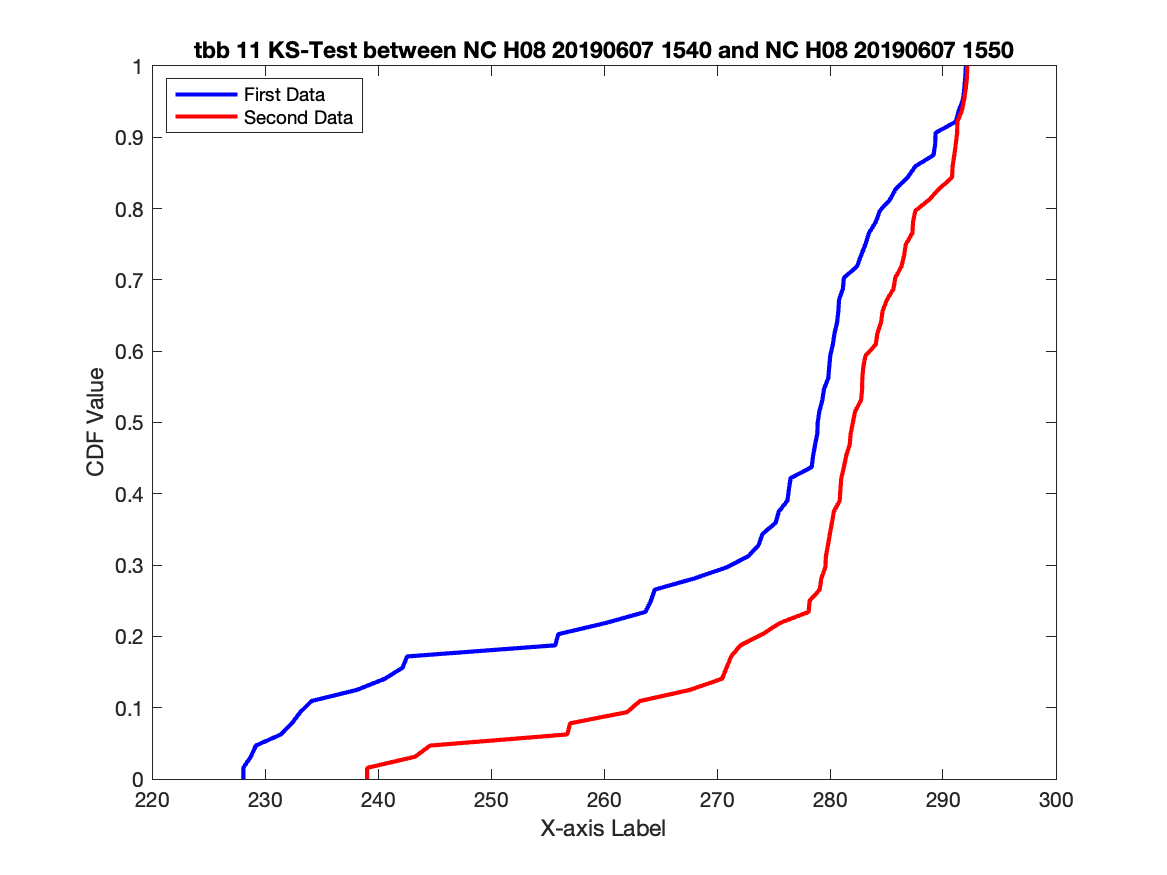 tbb 11 KS-Test between NC H08 20190607 1540 and NC H08 20190607 1550
First Data
Second Data
CDF Value
1
0.9
0.8
0.7
0.6
0.5
0.4
0.3
0.2
0.1
0
220 230 240 250 260 270 280 290 300
X-axis Label